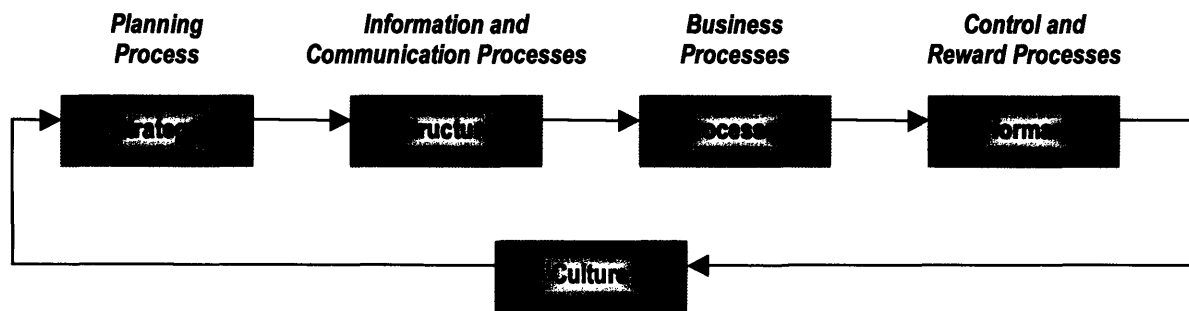 Planning
Process
Information and
Communication Processes
Business
Processes
Control and
Reward Processes
Culture